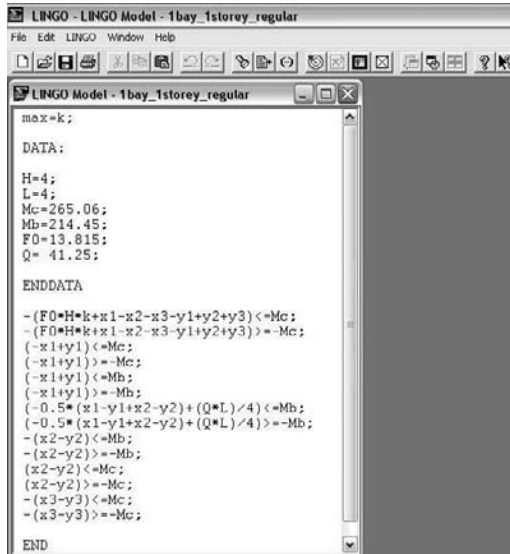 LINGO - LINGO Model - 1bay_1storey_regular
File Edit LINGO Window Help
LINGO Model - 1bay_1storey_regular
max=k;
DATA:
H=4;
L=4;
Mc=265.06;
Mb=214.45;
F0=13.815;
Q= 41.25;
ENDDATA
-(F0*H*k+x1-x2-x3-y1+y2+y3)<=Mc;
-(F0*H*k+x1-x2-x3-y1+y2+y3)>=-Mc;
(-x1+y1)<=Mc;
(-x1+y1)>=-Mc;
(-x1+y1)<=Mb;
(-x1+y1)>=-Mb;
(-0.5*(x1-y1+x2-y2)+(Q*L)/4)<=Mb;
(-0.5*(x1-y1+x2-y2)+(Q*L)/4)>=-Mb;
-(x2-y2)<=Mb;
-(x2-y2)>=-Mb;
(x2-y2)<=Mc;
(x2-y2)>=-Mc;
-(x3-y3)<=Mc;
-(x3-y3)>=-Mc;
END